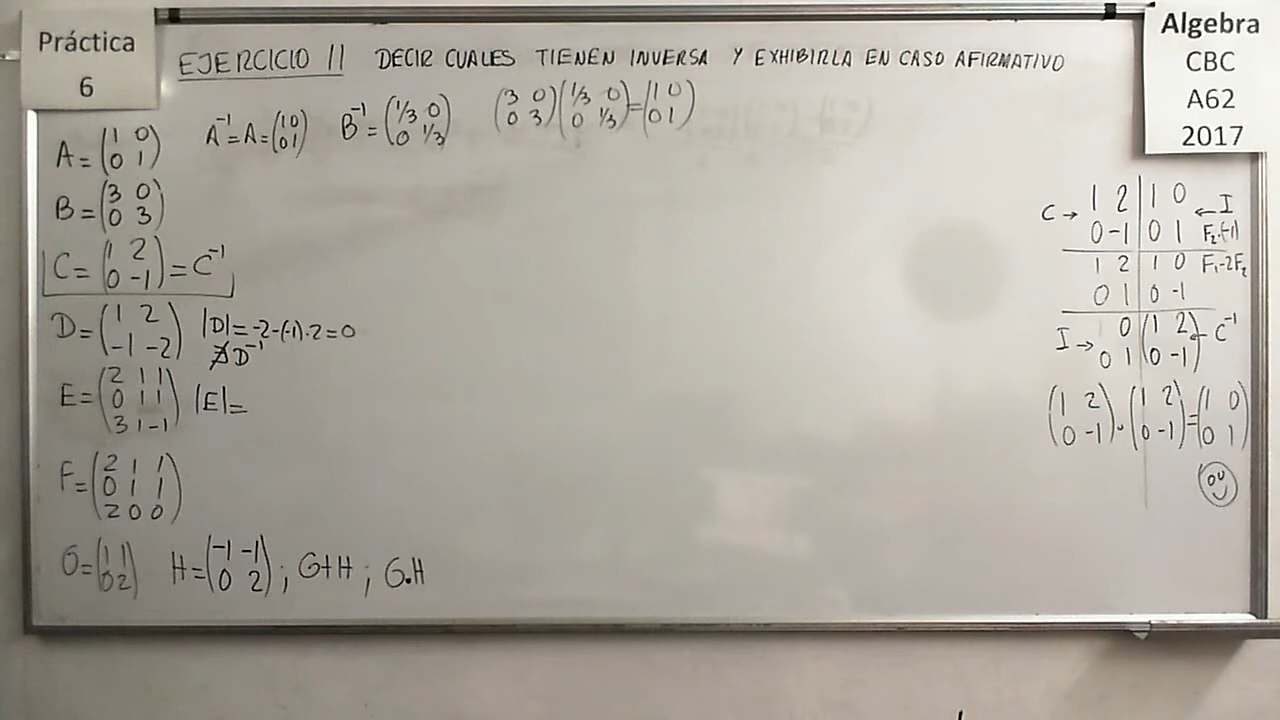 Práctica
6
Algebra
CBC
A62
2017
EJERCICIO 11 DECIR CUALES TIENEN INVERSA Y EXHIBIRLA EN CASO AFIRMATIVO
A = (1 0
0 1)
A⁻¹ = A = (1 0
0 1)
B⁻¹ = (1/3 0
0 1/3)
(3 0
0 3) (1/3 0
0 1/3) = (1 0
0 1)
B = (3 0
0 3)
C = (1 2
0 -1) = C⁻¹
D = (1 2
-1 -2)
|D| = -2-(-1)·2 = 0
∄ D⁻¹
E = (2 1 1
0 1 1
3 1 -1)
|E| =
F = (2 1 1
0 1 1
2 0 0)
G = (1 1
0 2)
H = (-1 -1
0 2) ; G+H ; G.H
C → 1 2 | 1 0 ← I
0 -1 | 0 1 F₂·(-1)
1 2 | 1 0 F₁-2F₂
0 1 | 0 -1
I → 0 (1 2 ← C⁻¹
0 1 0 -1)
(1 2
0 -1) · (1 2
0 -1) = (1 0
0 1)